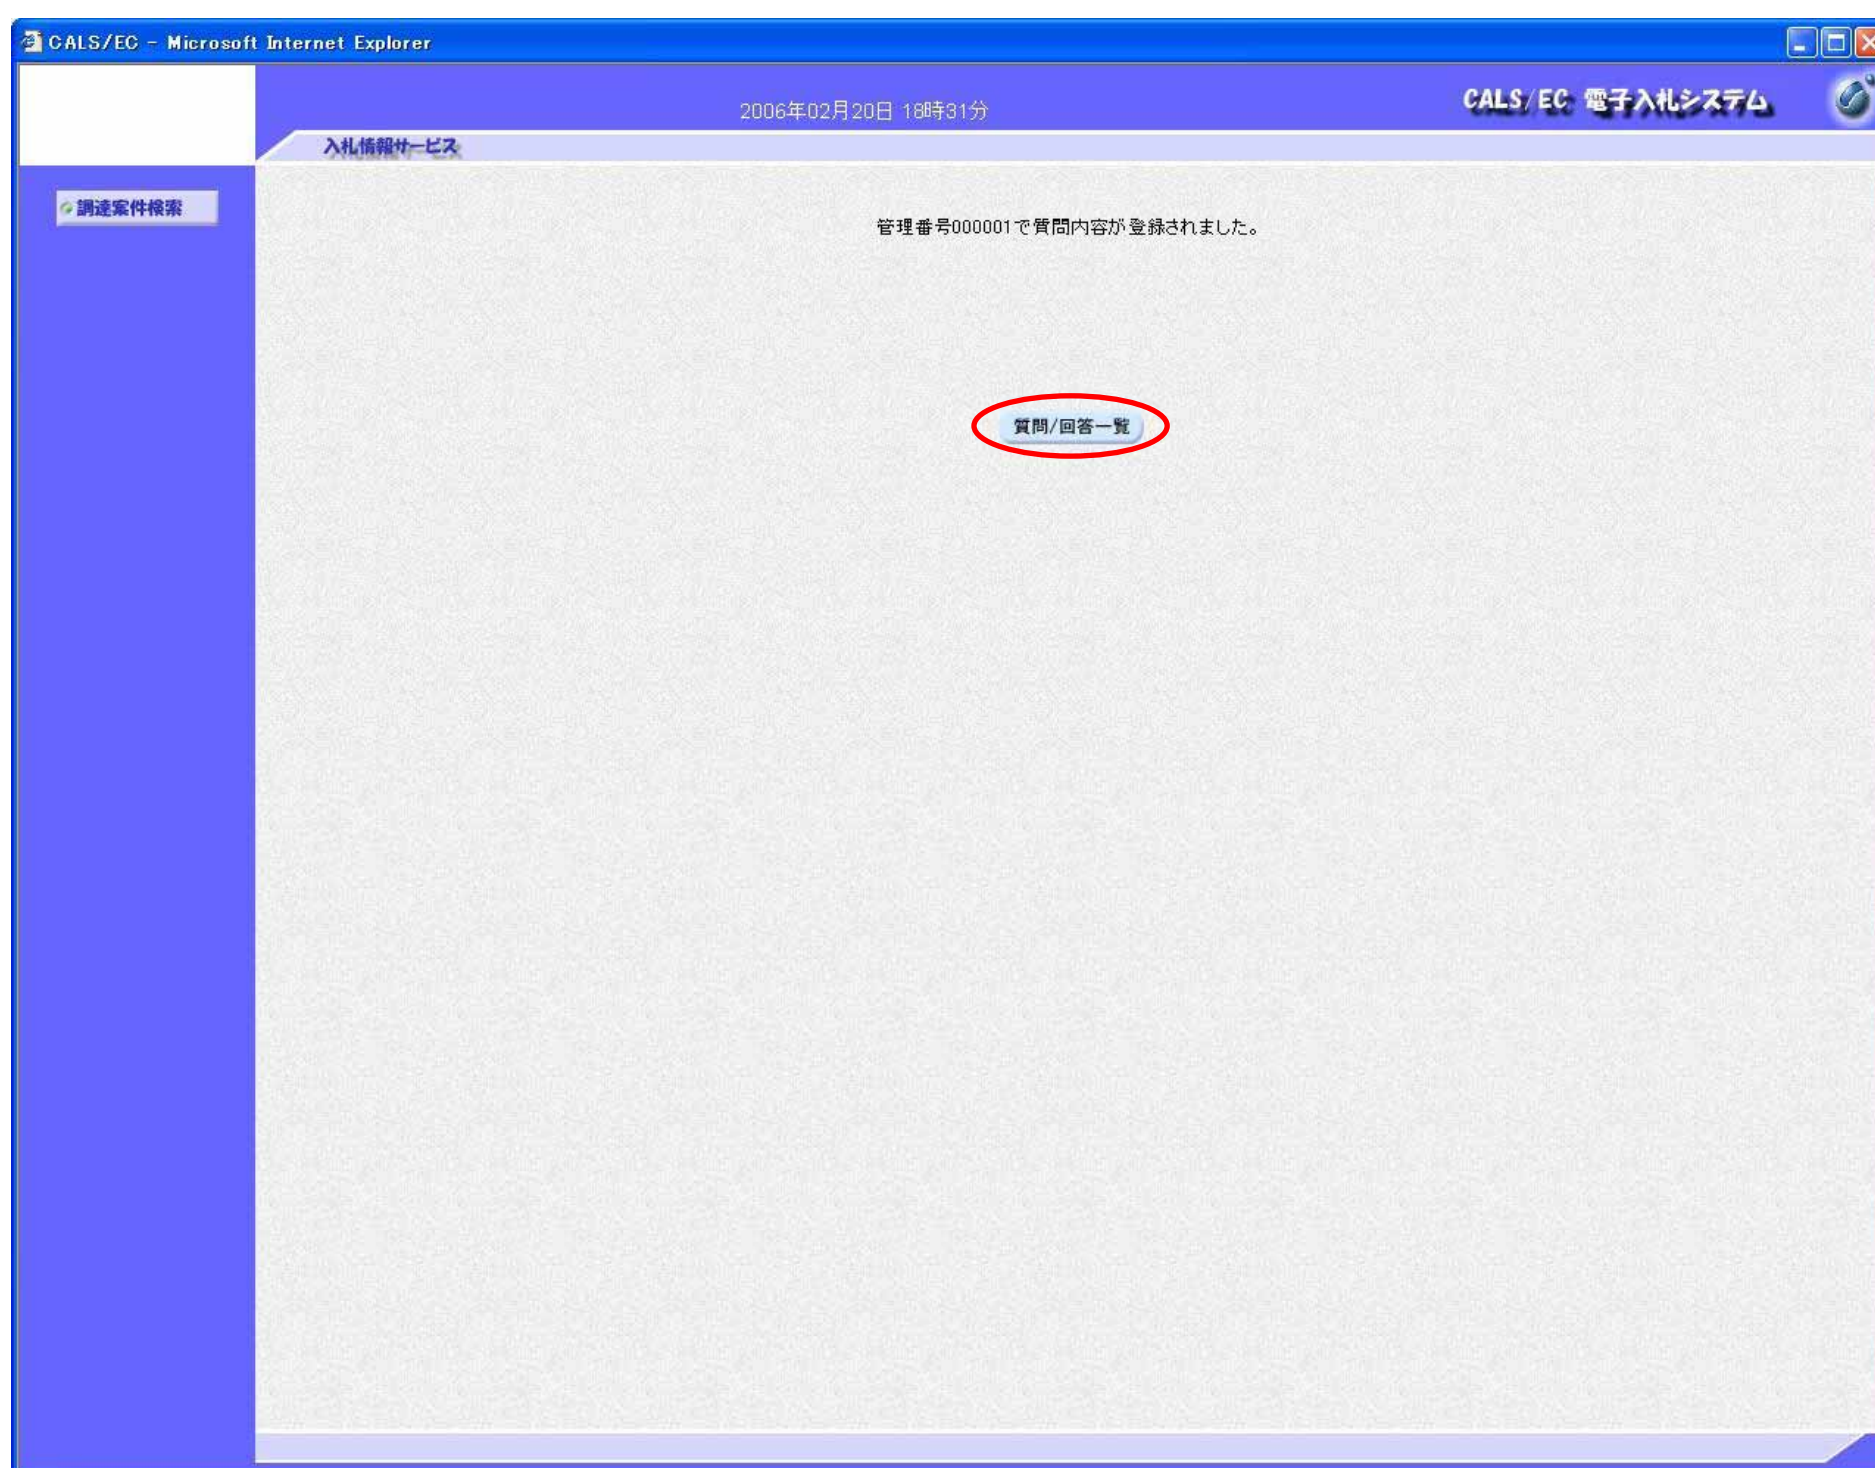 CALS/EC - Microsoft Internet Explorer
2006年02月20日 18時31分
CALS/EC 電子入札システム
入札情報サービス
調達案件検索
管理番号000001で質問内容が登録されました。
質問/回答一覧